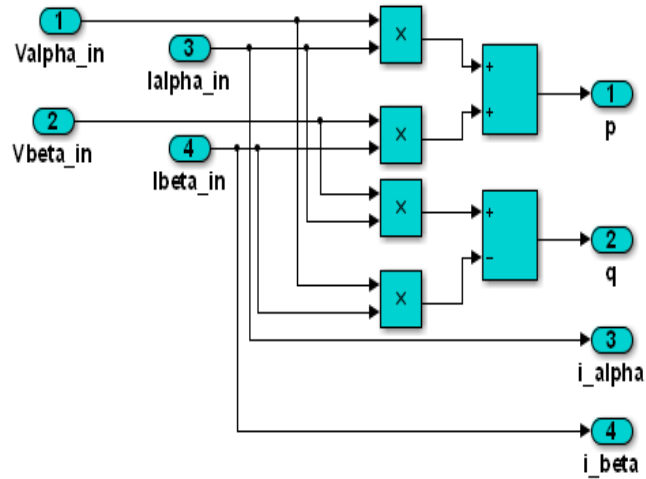 1
Valpha_in
3
Ialpha_in
2
Vbeta_in
4
Ibeta_in
X
X
X
X
+
+
+
−
1
p
2
q
3
i_alpha
4
i_beta